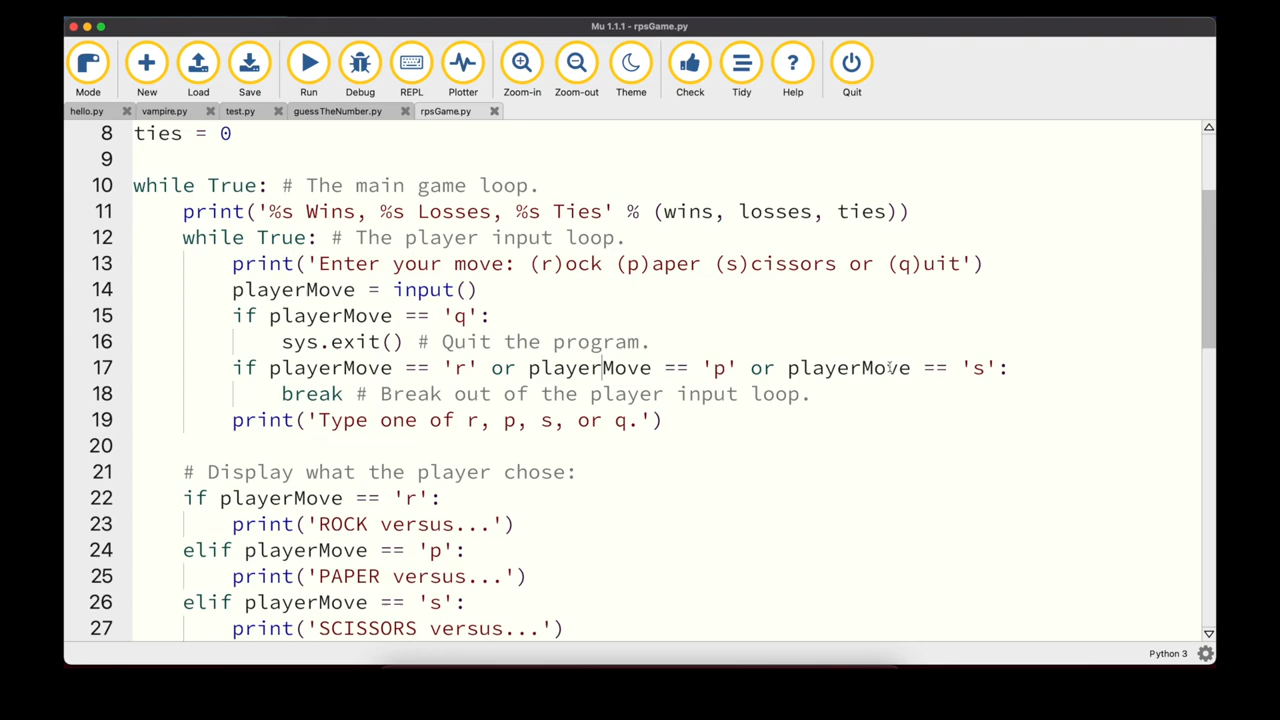 Mu 1.1.1 - rpsGame.py
Mode New Load Save Run Debug REPL Plotter Zoom-in Zoom-out Theme Check Tidy Help Quit
hello.py vampire.py test.py guessTheNumber.py rpsGame.py
8 ties = 0
9
10 while True: # The main game loop.
11     print('%s Wins, %s Losses, %s Ties' % (wins, losses, ties))
12     while True: # The player input loop.
13         print('Enter your move: (r)ock (p)aper (s)cissors or (q)uit')
14         playerMove = input()
15         if playerMove == 'q':
16             sys.exit() # Quit the program.
17         if playerMove == 'r' or playerMove == 'p' or playerMove == 's':
18             break # Break out of the player input loop.
19         print('Type one of r, p, s, or q.')
20
21     # Display what the player chose:
22     if playerMove == 'r':
23         print('ROCK versus...')
24     elif playerMove == 'p':
25         print('PAPER versus...')
26     elif playerMove == 's':
27         print('SCISSORS versus...')
Python 3